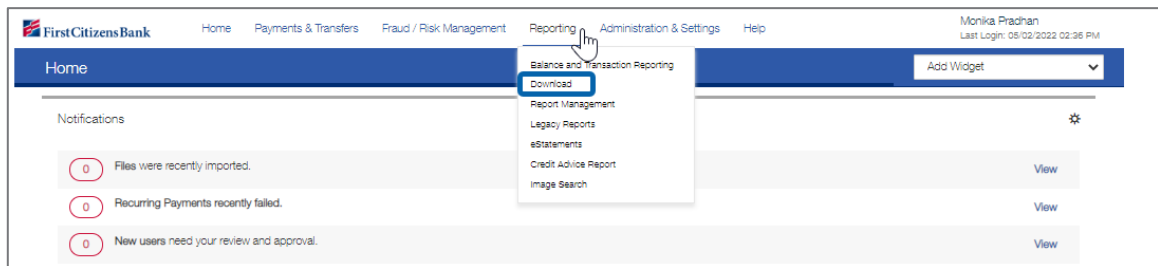 First Citizens Bank Home Payments & Transfers Fraud / Risk Management Reporting Administration & Settings Help Monika Pradhan
Last Login: 05/02/2022 02:36 PM
Home Add Widget
Balance and Transaction Reporting
Download
Report Management
Legacy Reports
eStatements
Credit Advice Report
Image Search
Notifications
0 Files were recently imported. View
0 Recurring Payments recently failed. View
0 New users need your review and approval. View